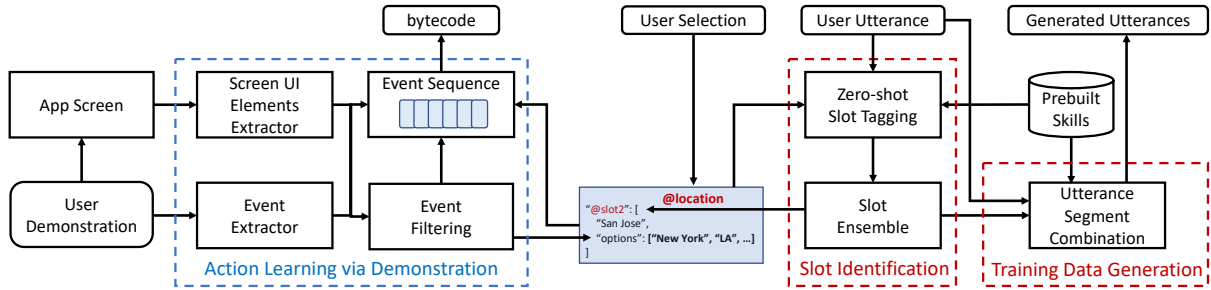 bytecode
User Selection
User Utterance
Generated Utterances
App Screen
Screen UI
Elements
Extractor
Event Sequence
Zero-shot
Slot Tagging
Prebuilt
Skills
User
Demonstration
Event
Extractor
Event
Filtering
@location
“@slot2”: [
“San Jose”,
“options”: [“New York”, “LA”, …]
]
Slot
Ensemble
Utterance
Segment
Combination
Action Learning via Demonstration
Slot Identification
Training Data Generation